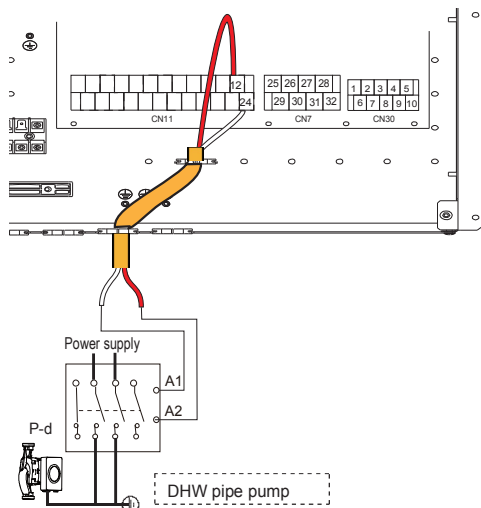 12 25 26 27 28 1 2 3 4 5
24 29 30 31 32 6 7 8 9 10
CN11 CN7 CN30
Power supply
A1
A2
P-d
DHW pipe pump